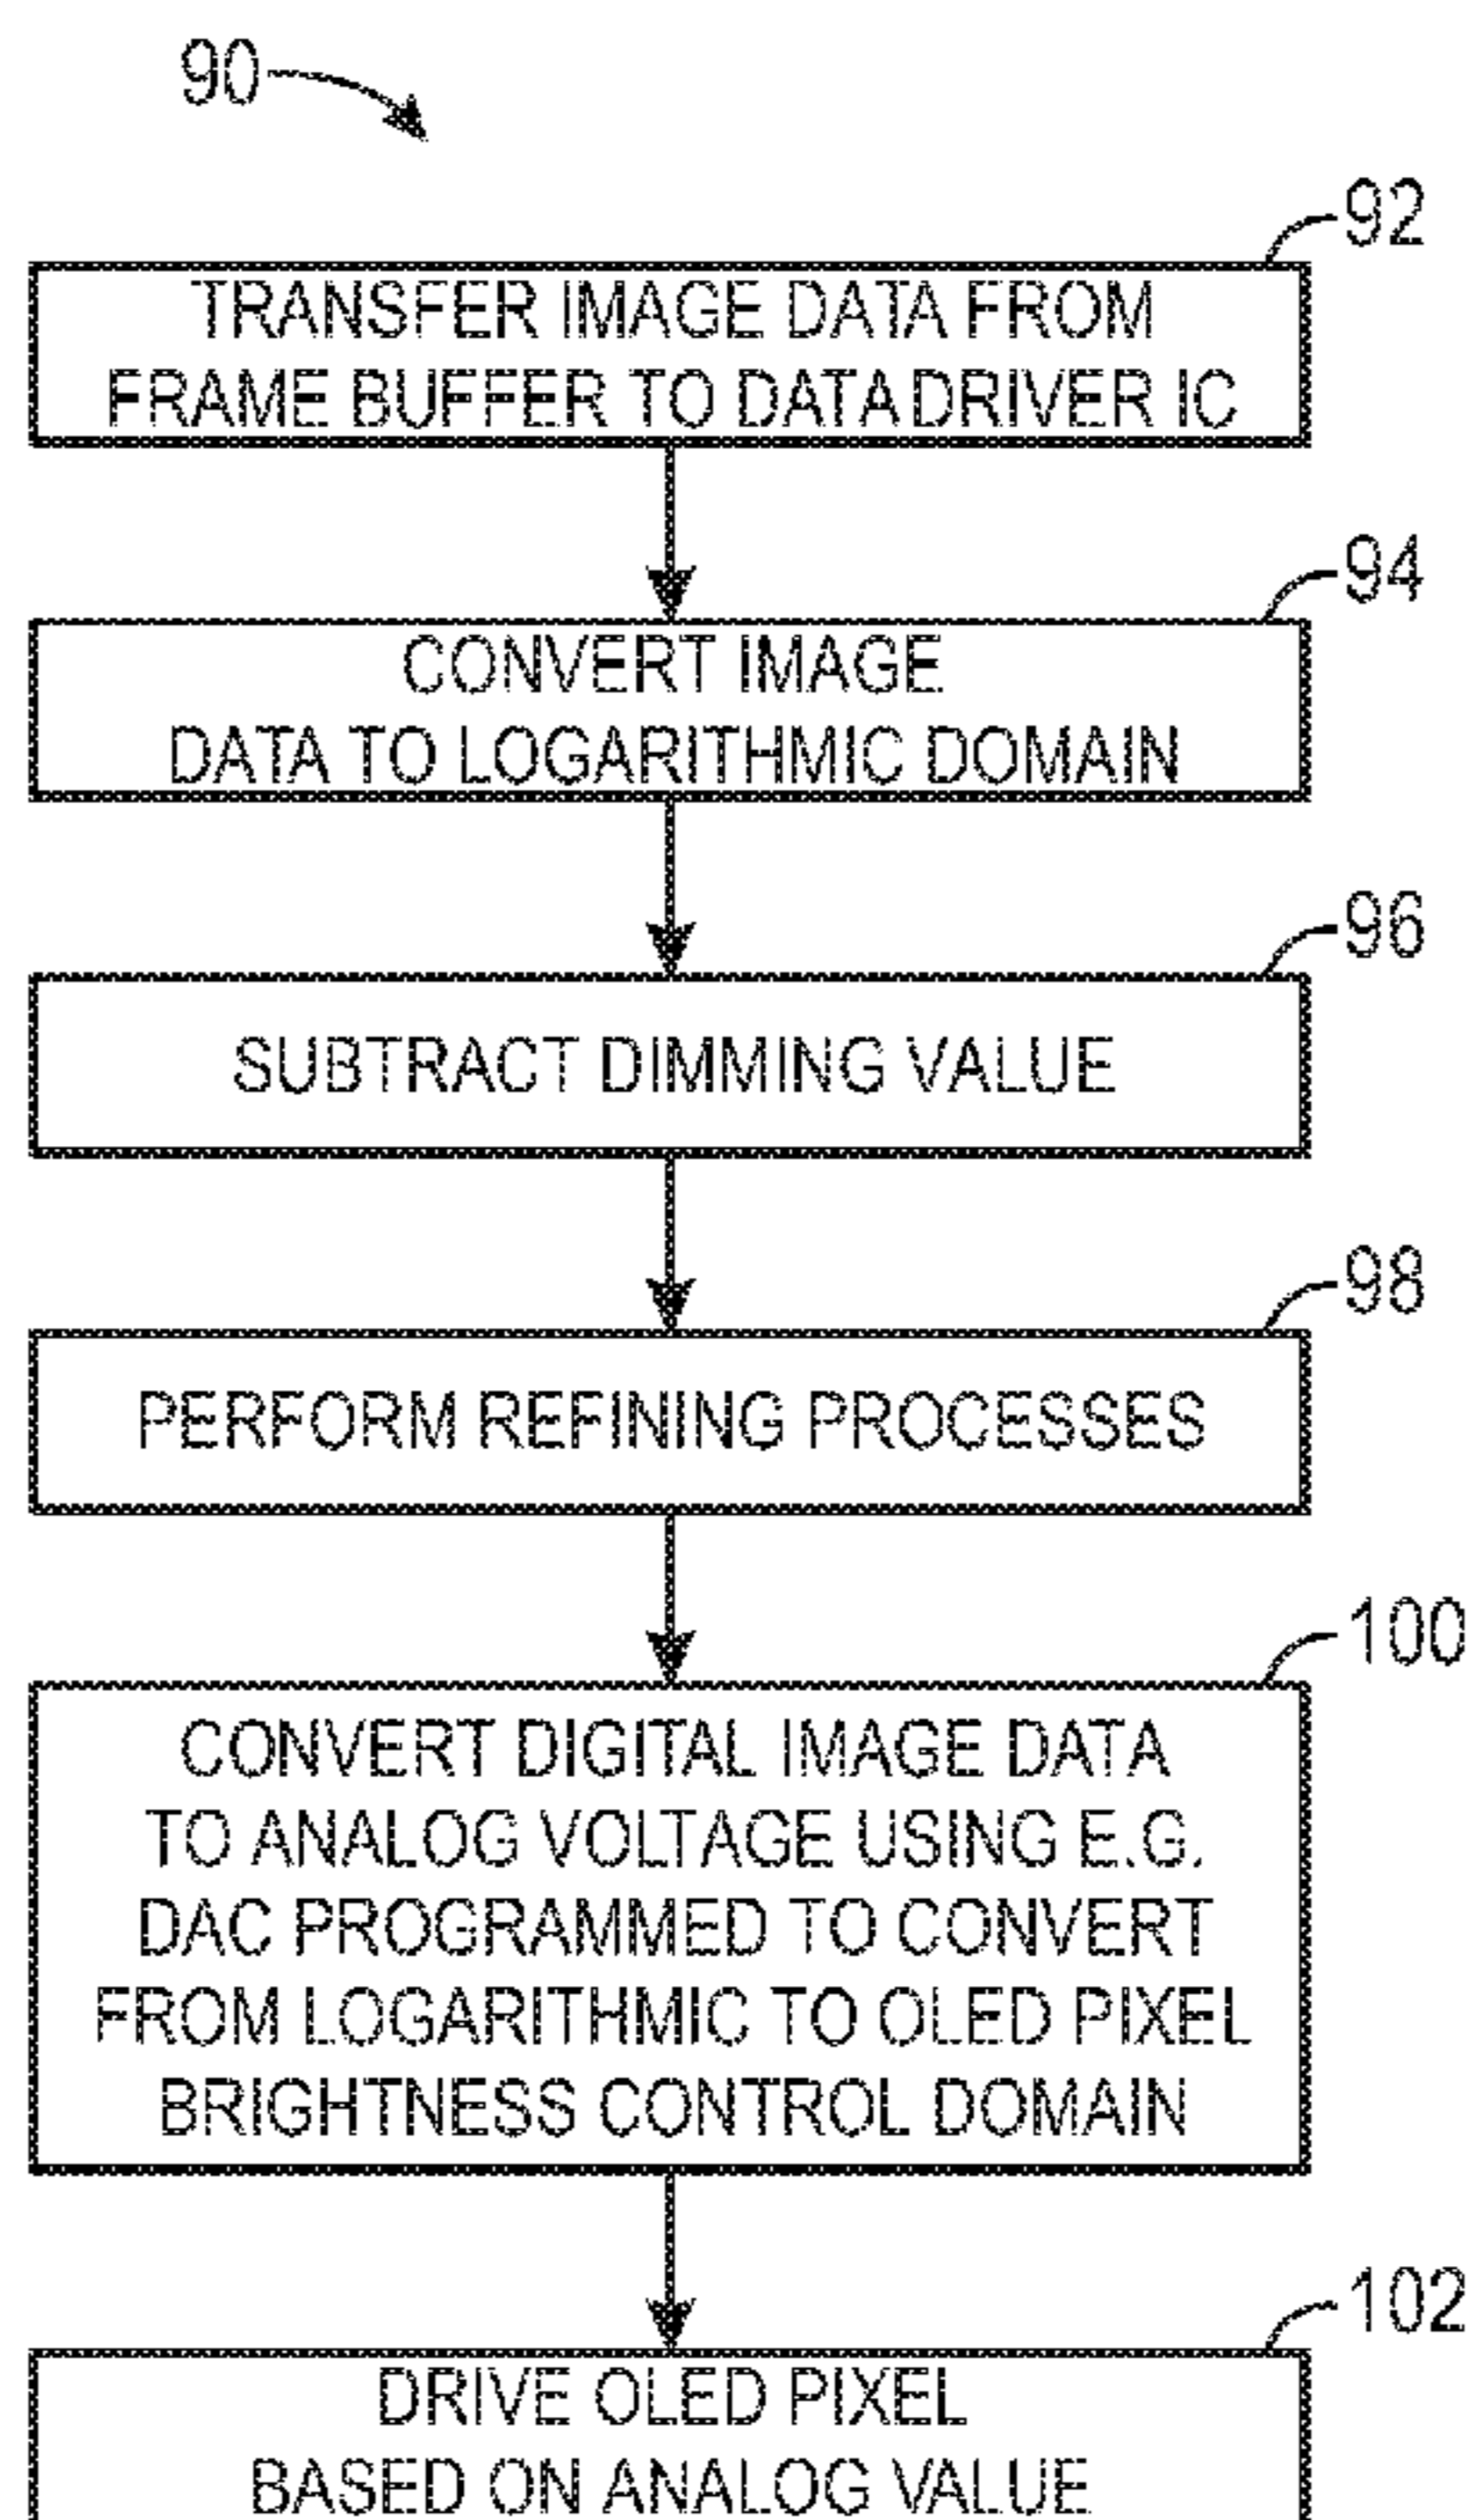 90
92
TRANSFER IMAGE DATA FROM
FRAME BUFFER TO DATA DRIVER IC
94
CONVERT IMAGE
DATA TO LOGARITHMIC DOMAIN
96
SUBTRACT DIMMING VALUE
98
PERFORM REFINING PROCESSES
100
CONVERT DIGITAL IMAGE DATA
TO ANALOG VOLTAGE USING E.G.
DAC PROGRAMMED TO CONVERT
FROM LOGARITHMIC TO OLED PIXEL
BRIGHTNESS CONTROL DOMAIN
102
DRIVE OLED PIXEL
BASED ON ANALOG VALUE